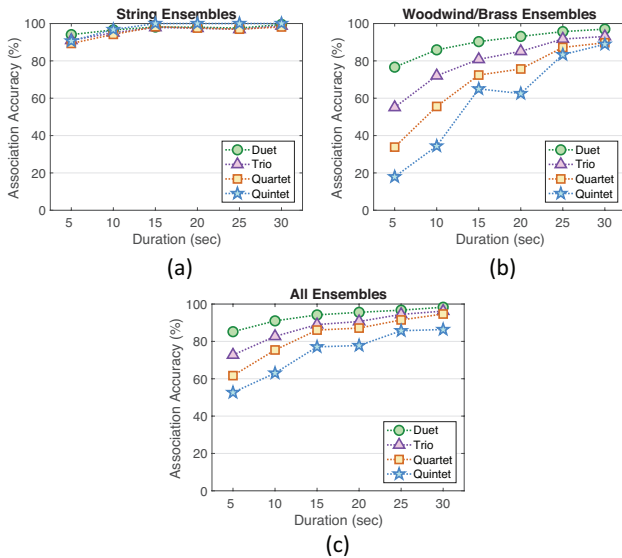 String Ensembles
Association Accuracy (%)
100
80
60
40
20
0
Duet
Trio
Quartet
Quintet
5 10 15 20 25 30
Duration (sec)
(a)
Woodwind/Brass Ensembles
Association Accuracy (%)
100
80
60
40
20
0
Duet
Trio
Quartet
Quintet
5 10 15 20 25 30
Duration (sec)
(b)
All Ensembles
Association Accuracy (%)
100
80
60
40
20
0
Duet
Trio
Quartet
Quintet
5 10 15 20 25 30
Duration (sec)
(c)